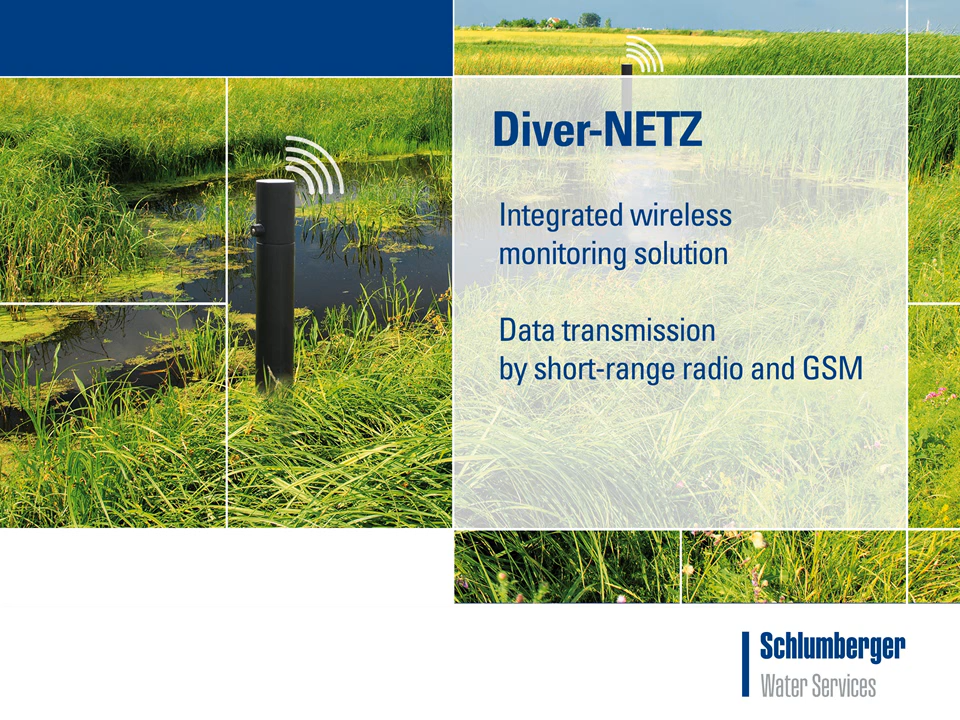 Diver-NETZ
Integrated wireless
monitoring solution
Data transmission
by short-range radio and GSM
Schlumberger
Water Services